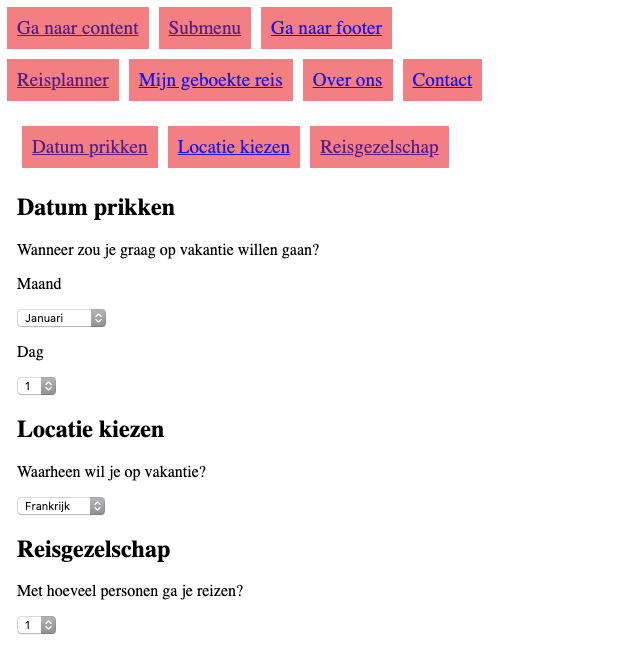 Ga naar content Submenu Ga naar footer
Reisplanner Mijn geboekte reis Over ons Contact
Datum prikken Locatie kiezen Reisgezelschap
Datum prikken
Wanneer zou je graag op vakantie willen gaan?
Maand
Januari
Dag
1
Locatie kiezen
Waarheen wil je op vakantie?
Frankrijk
Reisgezelschap
Met hoeveel personen ga je reizen?
1